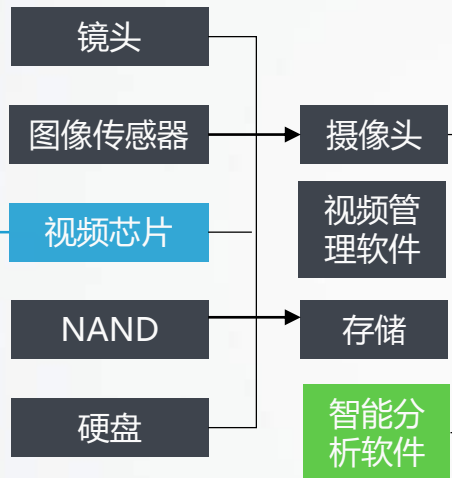 镜头
图像传感器
视频芯片
NAND
硬盘
摄像头
视频管
理软件
存储
智能分
析软件